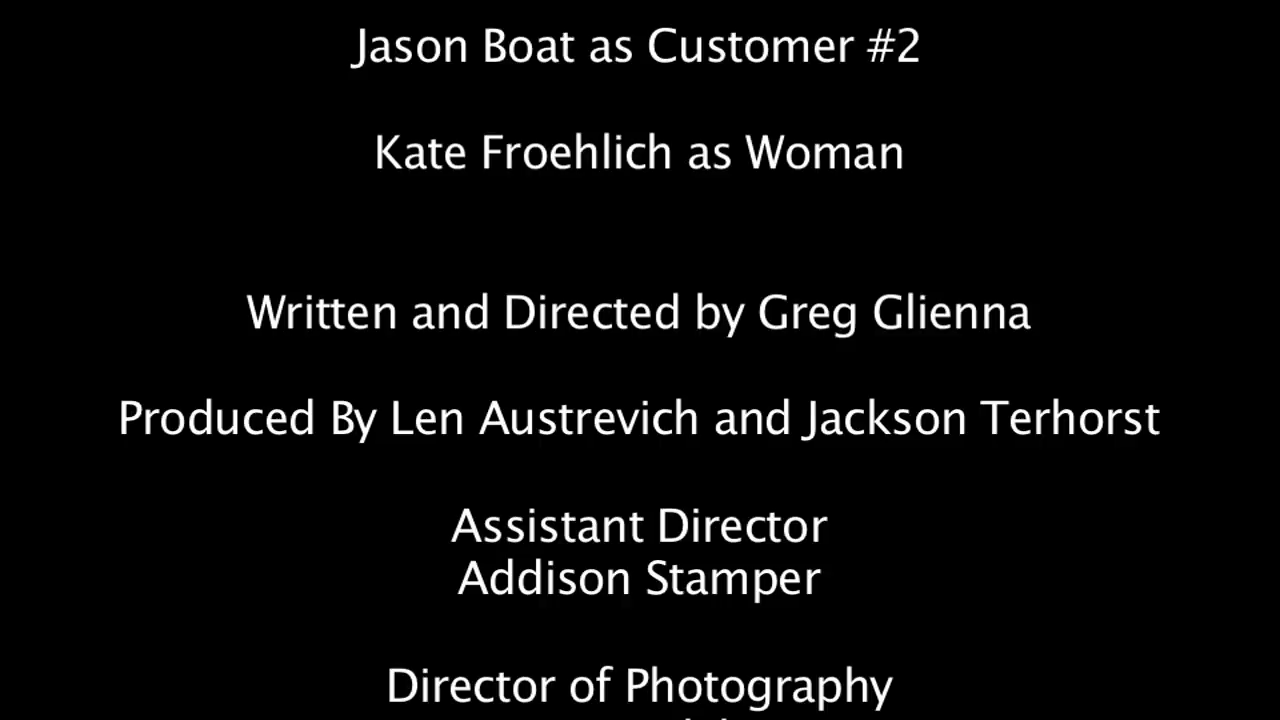 Jason Boat as Customer #2
Kate Froehlich as Woman
Written and Directed by Greg Glienna
Produced By Len Austrevich and Jackson Terhorst
Assistant Director
Addison Stamper
Director of Photography